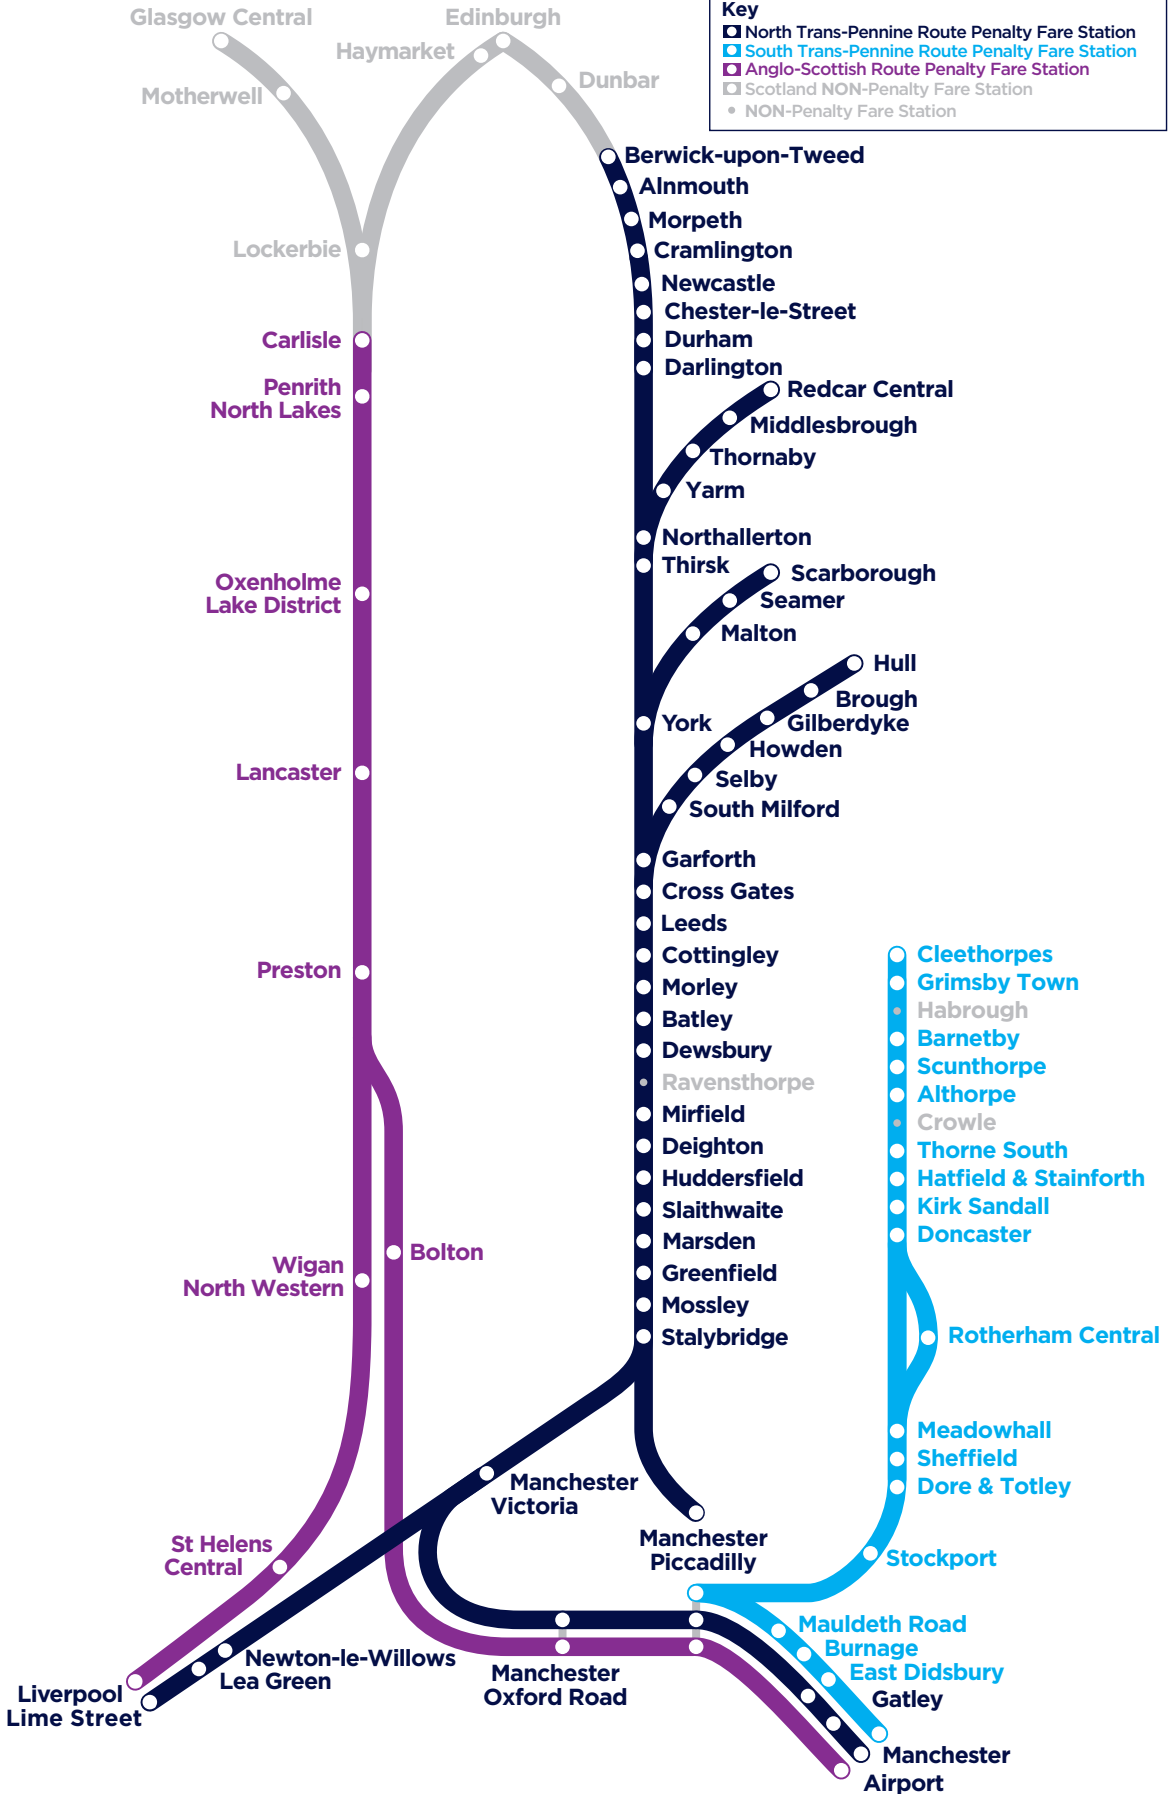 Glasgow Central
Edinburgh
Key
North Trans-Pennine Route Penalty Fare Station
South Trans-Pennine Route Penalty Fare Station
Anglo-Scottish Route Penalty Fare Station
Scotland NON-Penalty Fare Station
NON-Penalty Fare Station
Haymarket
Dunbar
Motherwell
Berwick-upon-Tweed
Alnmouth
Morpeth
Cramlington
Lockerbie
Newcastle
Chester-le-Street
Durham
Carlisle
Darlington
Penrith
North Lakes
Redcar Central
Middlesbrough
Thornaby
Yarm
Northallerton
Thirsk
Scarborough
Seamer
Malton
Oxenholme
Lake District
Hull
Brough
Gilberdyke
York
Howden
Selby
South Milford
Lancaster
Garforth
Cross Gates
Leeds
Cottingley
Morley
Batley
Dewsbury
Ravensthorpe
Mirfield
Deighton
Huddersfield
Slaithwaite
Marsden
Greenfield
Mossley
Stalybridge
Preston
Cleethorpes
Grimsby Town
Habrough
Barnetby
Scunthorpe
Althorpe
Crowle
Thorne South
Hatfield & Stainforth
Kirk Sandall
Doncaster
Rotherham Central
Meadowhall
Sheffield
Dore & Totley
Stockport
Bolton
Wigan
North Western
Manchester
Victoria
Manchester
Piccadilly
St Helens
Central
Newton-le-Willows
Lea Green
Liverpool
Lime Street
Manchester
Oxford Road
Mauldeth Road
Burnage
East Didsbury
Gatley
Manchester
Airport